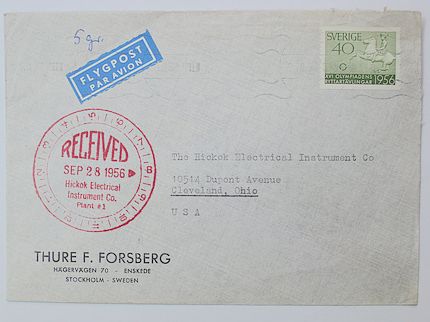 5 gr.
FLYGPOST
PAR AVION
SVERIGE
40
XVI OLYMPIADENS
RYTTARTÄVLINGAR
1956
RECEIVED
SEP 28 1956
Hickok Electrical
Instrument Co.
Plant #1
The Hickok Electrical Instrument Co
10514 Dupont Avenue
Cleveland, Ohio
U S A
THURE F. FORSBERG
HÄGERVÄGEN 70 - ENSKEDE
STOCKHOLM - SWEDEN